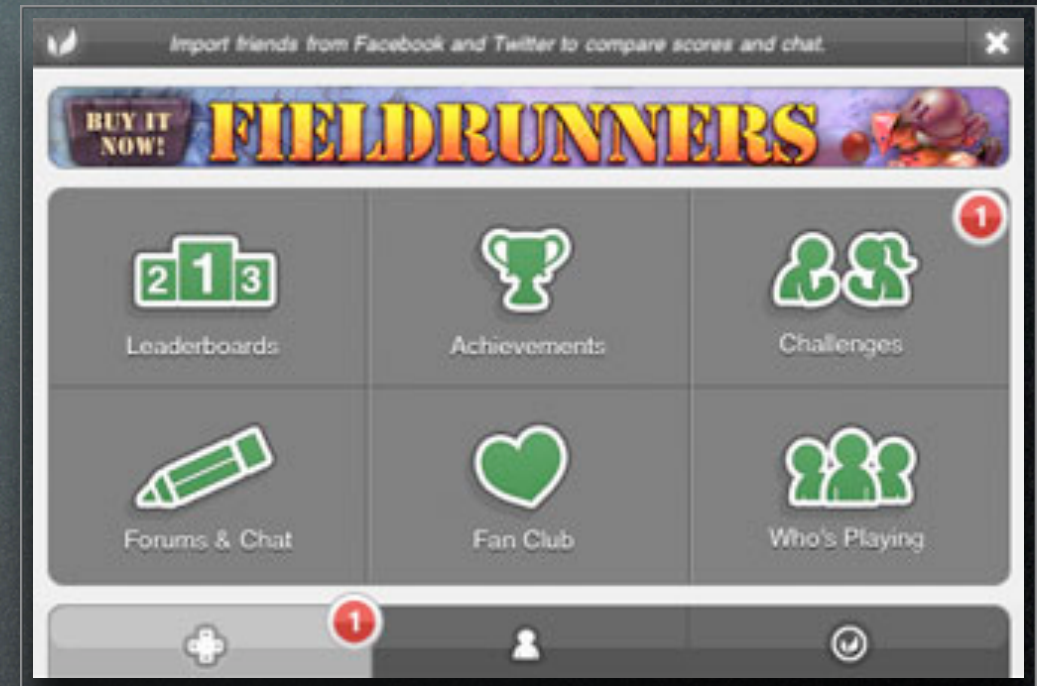 Import friends from Facebook and Twitter to compare scores and chat.
BUY IT
NOW!
FIELDRUNNERS
1
2 1 3
Leaderboards
Achievements
Challenges
Forums & Chat
Fan Club
Who's Playing
1